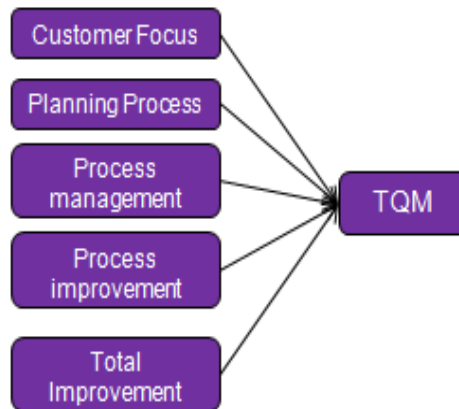 Customer Focus
Planning Process
Process
management
TQM
Process
improvement
Total
Improvement